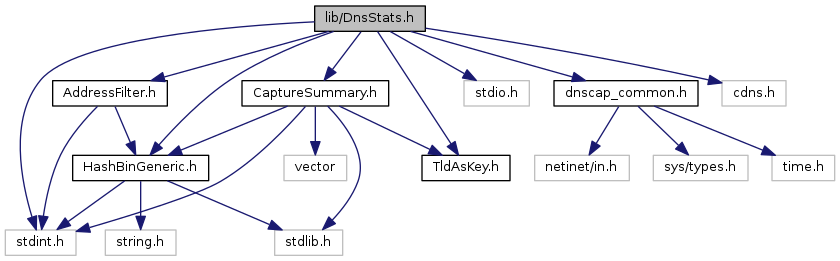 lib/DnsStats.h
AddressFilter.h
CaptureSummary.h
stdio.h
dnscap_common.h
cdns.h
HashBinGeneric.h
vector
TldAsKey.h
netinet/in.h
sys/types.h
time.h
stdint.h
string.h
stdlib.h